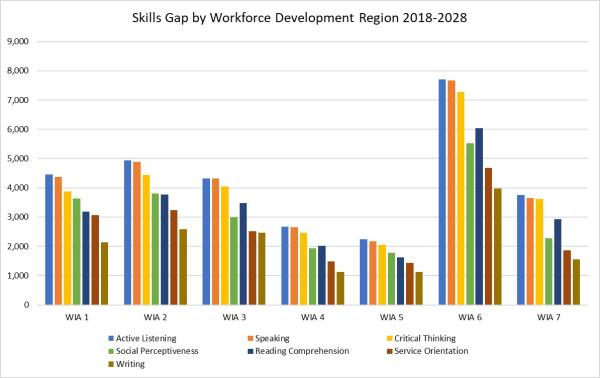 Skills Gap by Workforce Development Region 2018-2028
9,000
8,000
7,000
6,000
5,000
4,000
3,000
2,000
1,000
0
WIA 1 WIA 2 WIA 3 WIA 4 WIA 5 WIA 6 WIA 7
Active Listening Speaking Critical Thinking
Social Perceptiveness Reading Comprehension Service Orientation
Writing